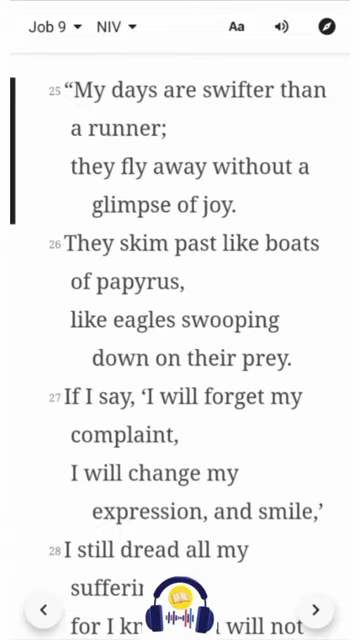 Job 9 NIV Aa
25 “My days are swifter than
a runner;
they fly away without a
glimpse of joy.
26 They skim past like boats
of papyrus,
like eagles swooping
down on their prey.
27 If I say, ‘I will forget my
complaint,
I will change my
expression, and smile,’
28 I still dread all my
for I will not